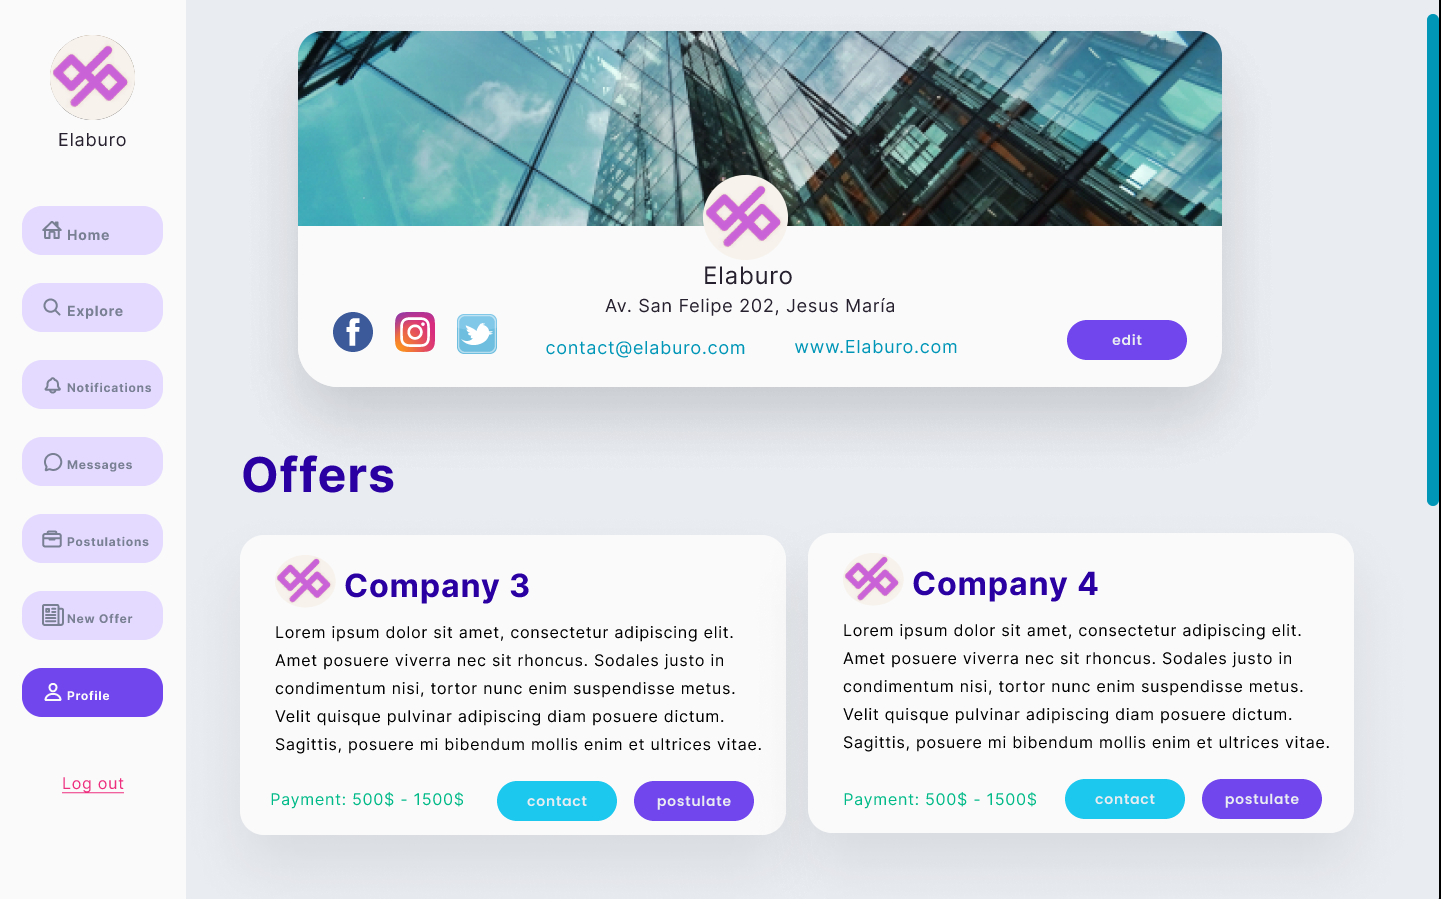 Elaburo
Home
Explore
Notifications
Messages
Postulations
New Offer
Profile
Log out
Elaburo
Av. San Felipe 202, Jesus María
contact@elaburo.com
www.Elaburo.com
edit
Offers
Company 3
Lorem ipsum dolor sit amet, consectetur adipiscing elit.
Amet posuere viverra nec sit rhoncus. Sodales justo in
condimentum nisi, tortor nunc enim suspendisse metus.
Velit quisque pulvinar adipiscing diam posuere dictum.
Sagittis, posuere mi bibendum mollis enim et ultrices vitae.
Payment: 500$ - 1500$
contact
postulate
Company 4
Lorem ipsum dolor sit amet, consectetur adipiscing elit.
Amet posuere viverra nec sit rhoncus. Sodales justo in
condimentum nisi, tortor nunc enim suspendisse metus.
Velit quisque pulvinar adipiscing diam posuere dictum.
Sagittis, posuere mi bibendum mollis enim et ultrices vitae.
Payment: 500$ - 1500$
contact
postulate